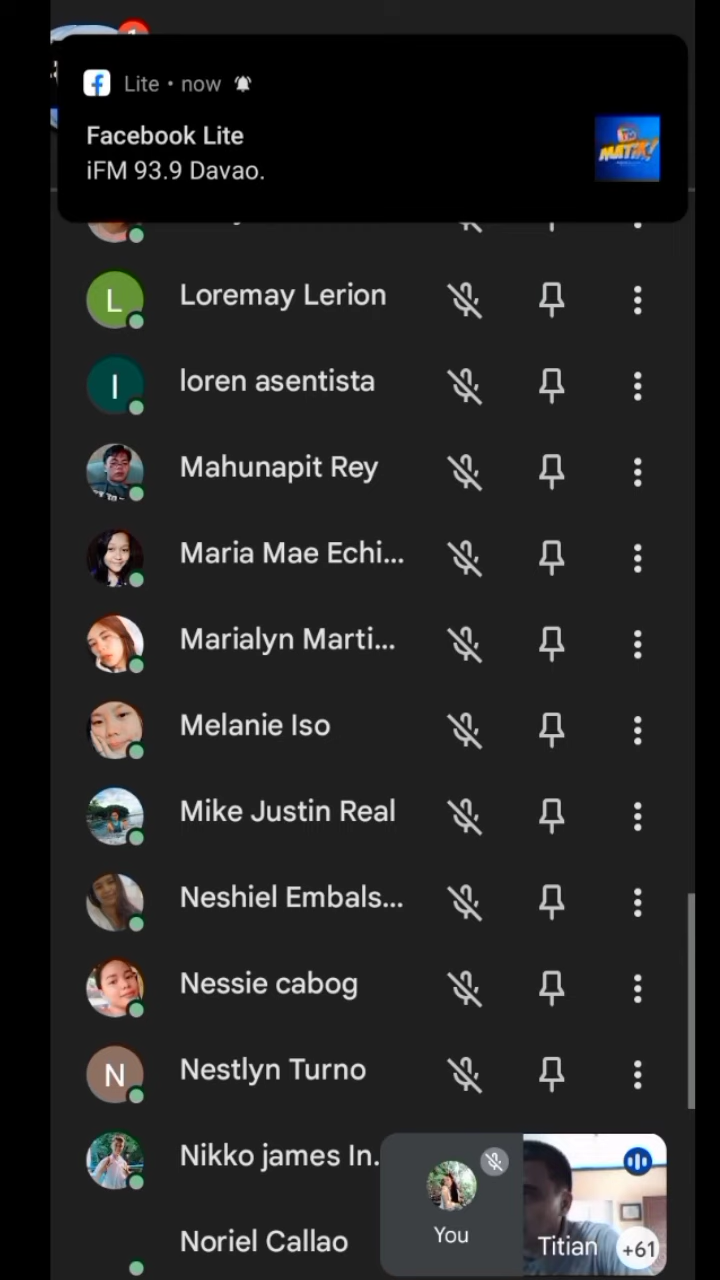 Lite • now
Facebook Lite
iFM 93.9 Davao.
MATIK!
L
Loremay Lerion
l
loren asentista
Mahunapit Rey
Maria Mae Echi...
Marialyn Marti...
Melanie Iso
Mike Justin Real
Neshiel Embals...
Nessie cabog
N
Nestlyn Turno
Nikko james In.
Noriel Callao
You
Titian
+61